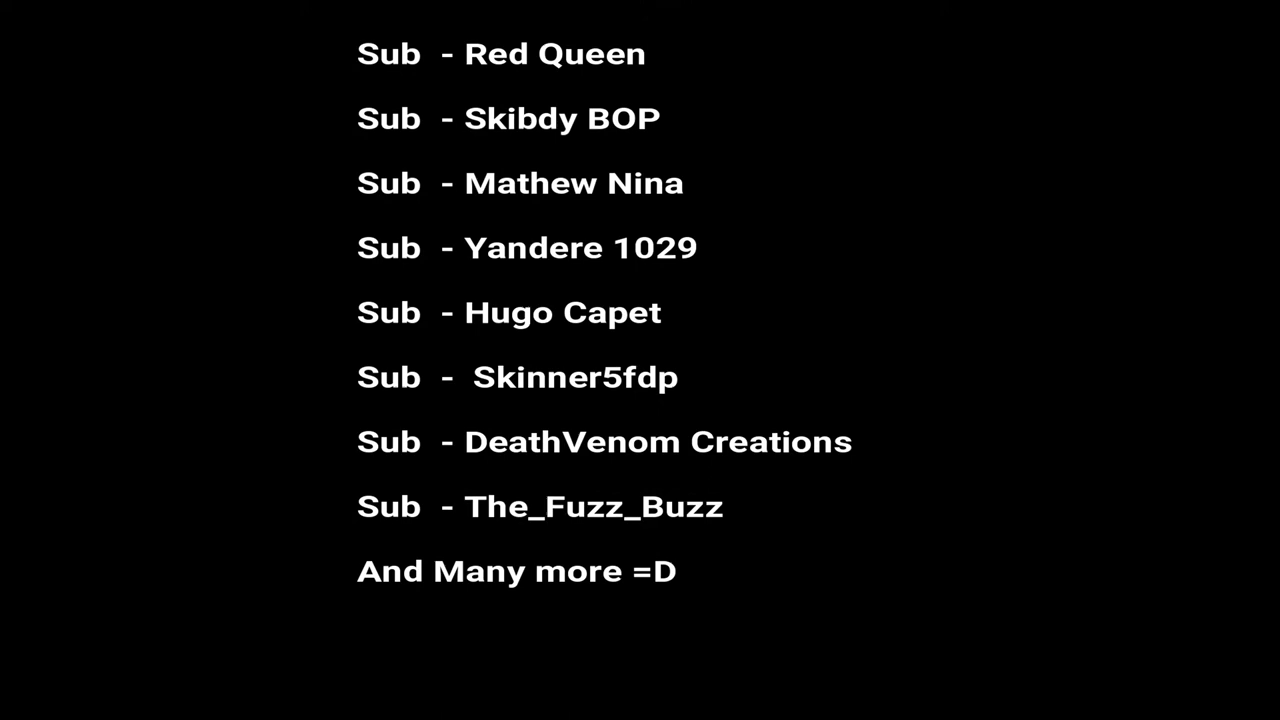 Sub  - Red Queen
Sub  - Skibdy BOP
Sub  - Mathew Nina
Sub  - Yandere 1029
Sub  - Hugo Capet
Sub  -  Skinner5fdp
Sub  - DeathVenom Creations
Sub  - The_Fuzz_Buzz
And Many more =D